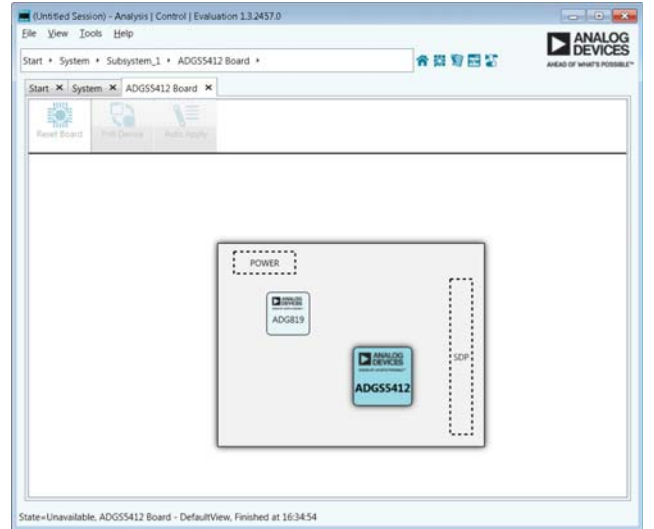 (Untitled Session) - Analysis | Control | Evaluation 1.3.2457.0
File View Tools Help
Start System Subsystem_1 ADGS5412 Board
ANALOG DEVICES
AHEAD OF WHAT'S POSSIBLE™
Start System ADGS5412 Board
Reset Board Poll Device Auto Apply
POWER
ANALOG DEVICES
ADG819
ANALOG DEVICES
ADGS5412
SDP
State=Unavailable, ADGS5412 Board - DefaultView, Finished at 16:34:54